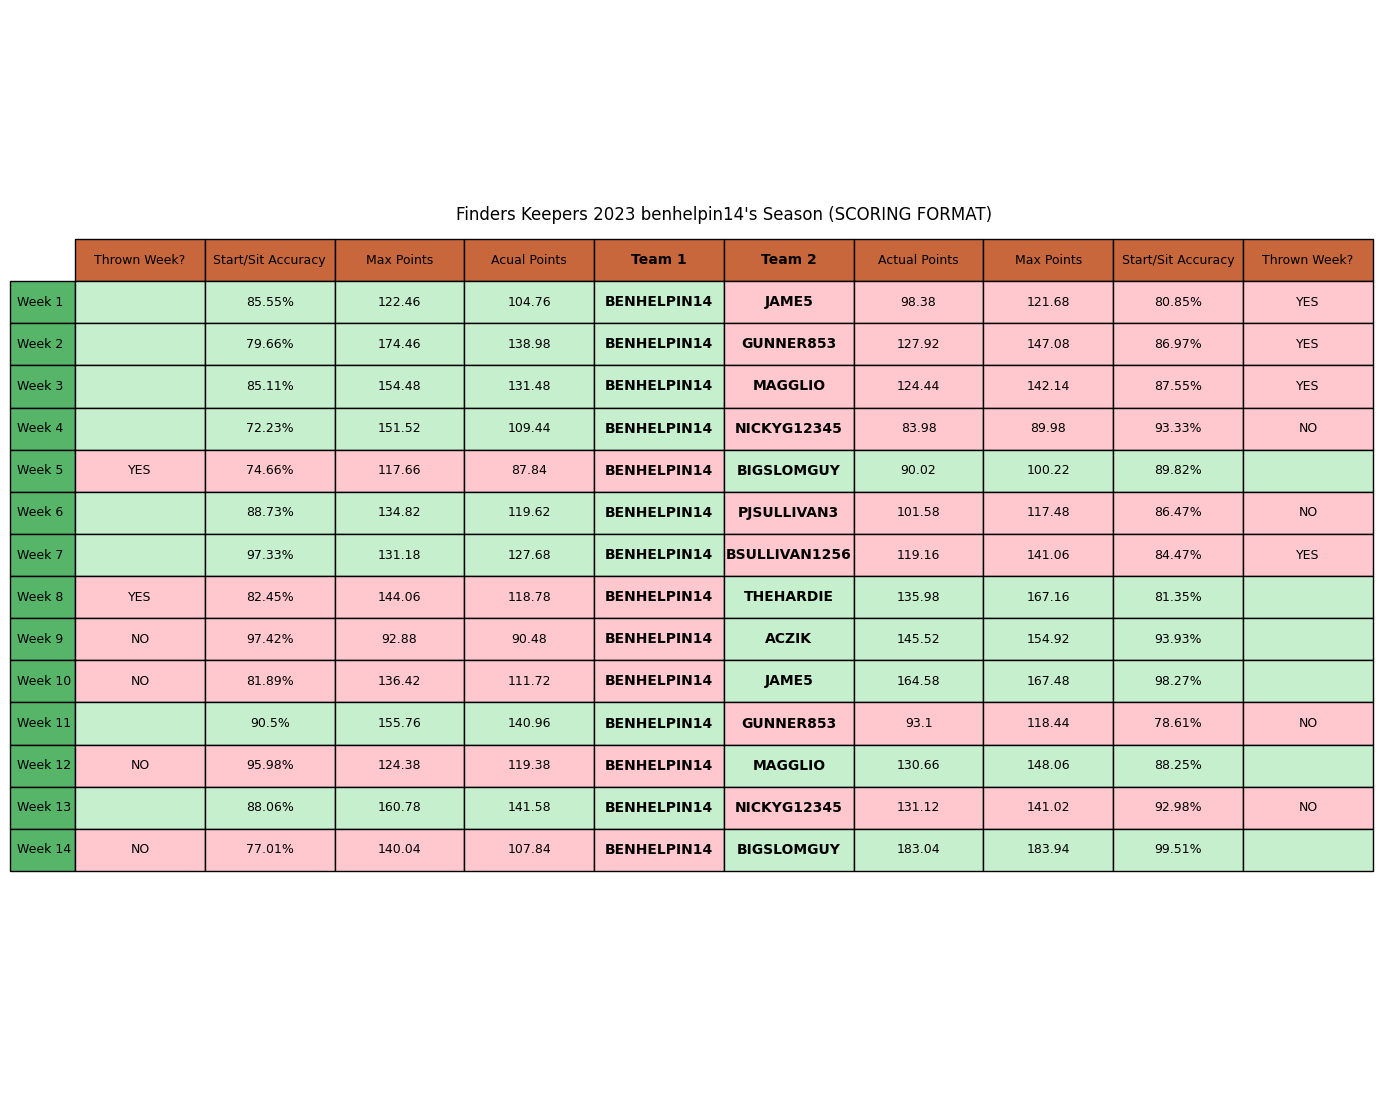 Finders Keepers 2023 benhelpin14's Season (SCORING FORMAT)
Thrown Week? Start/Sit Accuracy Max Points Acual Points Team 1 Team 2 Actual Points Max Points Start/Sit Accuracy Thrown Week?
Week 1 85.55% 122.46 104.76 BENHELPIN14 JAME5 98.38 121.68 80.85% YES
Week 2 79.66% 174.46 138.98 BENHELPIN14 GUNNER853 127.92 147.08 86.97% YES
Week 3 85.11% 154.48 131.48 BENHELPIN14 MAGGLIO 124.44 142.14 87.55% YES
Week 4 72.23% 151.52 109.44 BENHELPIN14 NICKYG12345 83.98 89.98 93.33% NO
Week 5 YES 74.66% 117.66 87.84 BENHELPIN14 BIGSLOMGUY 90.02 100.22 89.82%
Week 6 88.73% 134.82 119.62 BENHELPIN14 PJSULLIVAN3 101.58 117.48 86.47% NO
Week 7 97.33% 131.18 127.68 BENHELPIN14 BSULLIVAN1256 119.16 141.06 84.47% YES
Week 8 YES 82.45% 144.06 118.78 BENHELPIN14 THEHARDIE 135.98 167.16 81.35%
Week 9 NO 97.42% 92.88 90.48 BENHELPIN14 ACZIK 145.52 154.92 93.93%
Week 10 NO 81.89% 136.42 111.72 BENHELPIN14 JAME5 164.58 167.48 98.27%
Week 11 90.5% 155.76 140.96 BENHELPIN14 GUNNER853 93.1 118.44 78.61% NO
Week 12 NO 95.98% 124.38 119.38 BENHELPIN14 MAGGLIO 130.66 148.06 88.25%
Week 13 88.06% 160.78 141.58 BENHELPIN14 NICKYG12345 131.12 141.02 92.98% NO
Week 14 NO 77.01% 140.04 107.84 BENHELPIN14 BIGSLOMGUY 183.04 183.94 99.51%